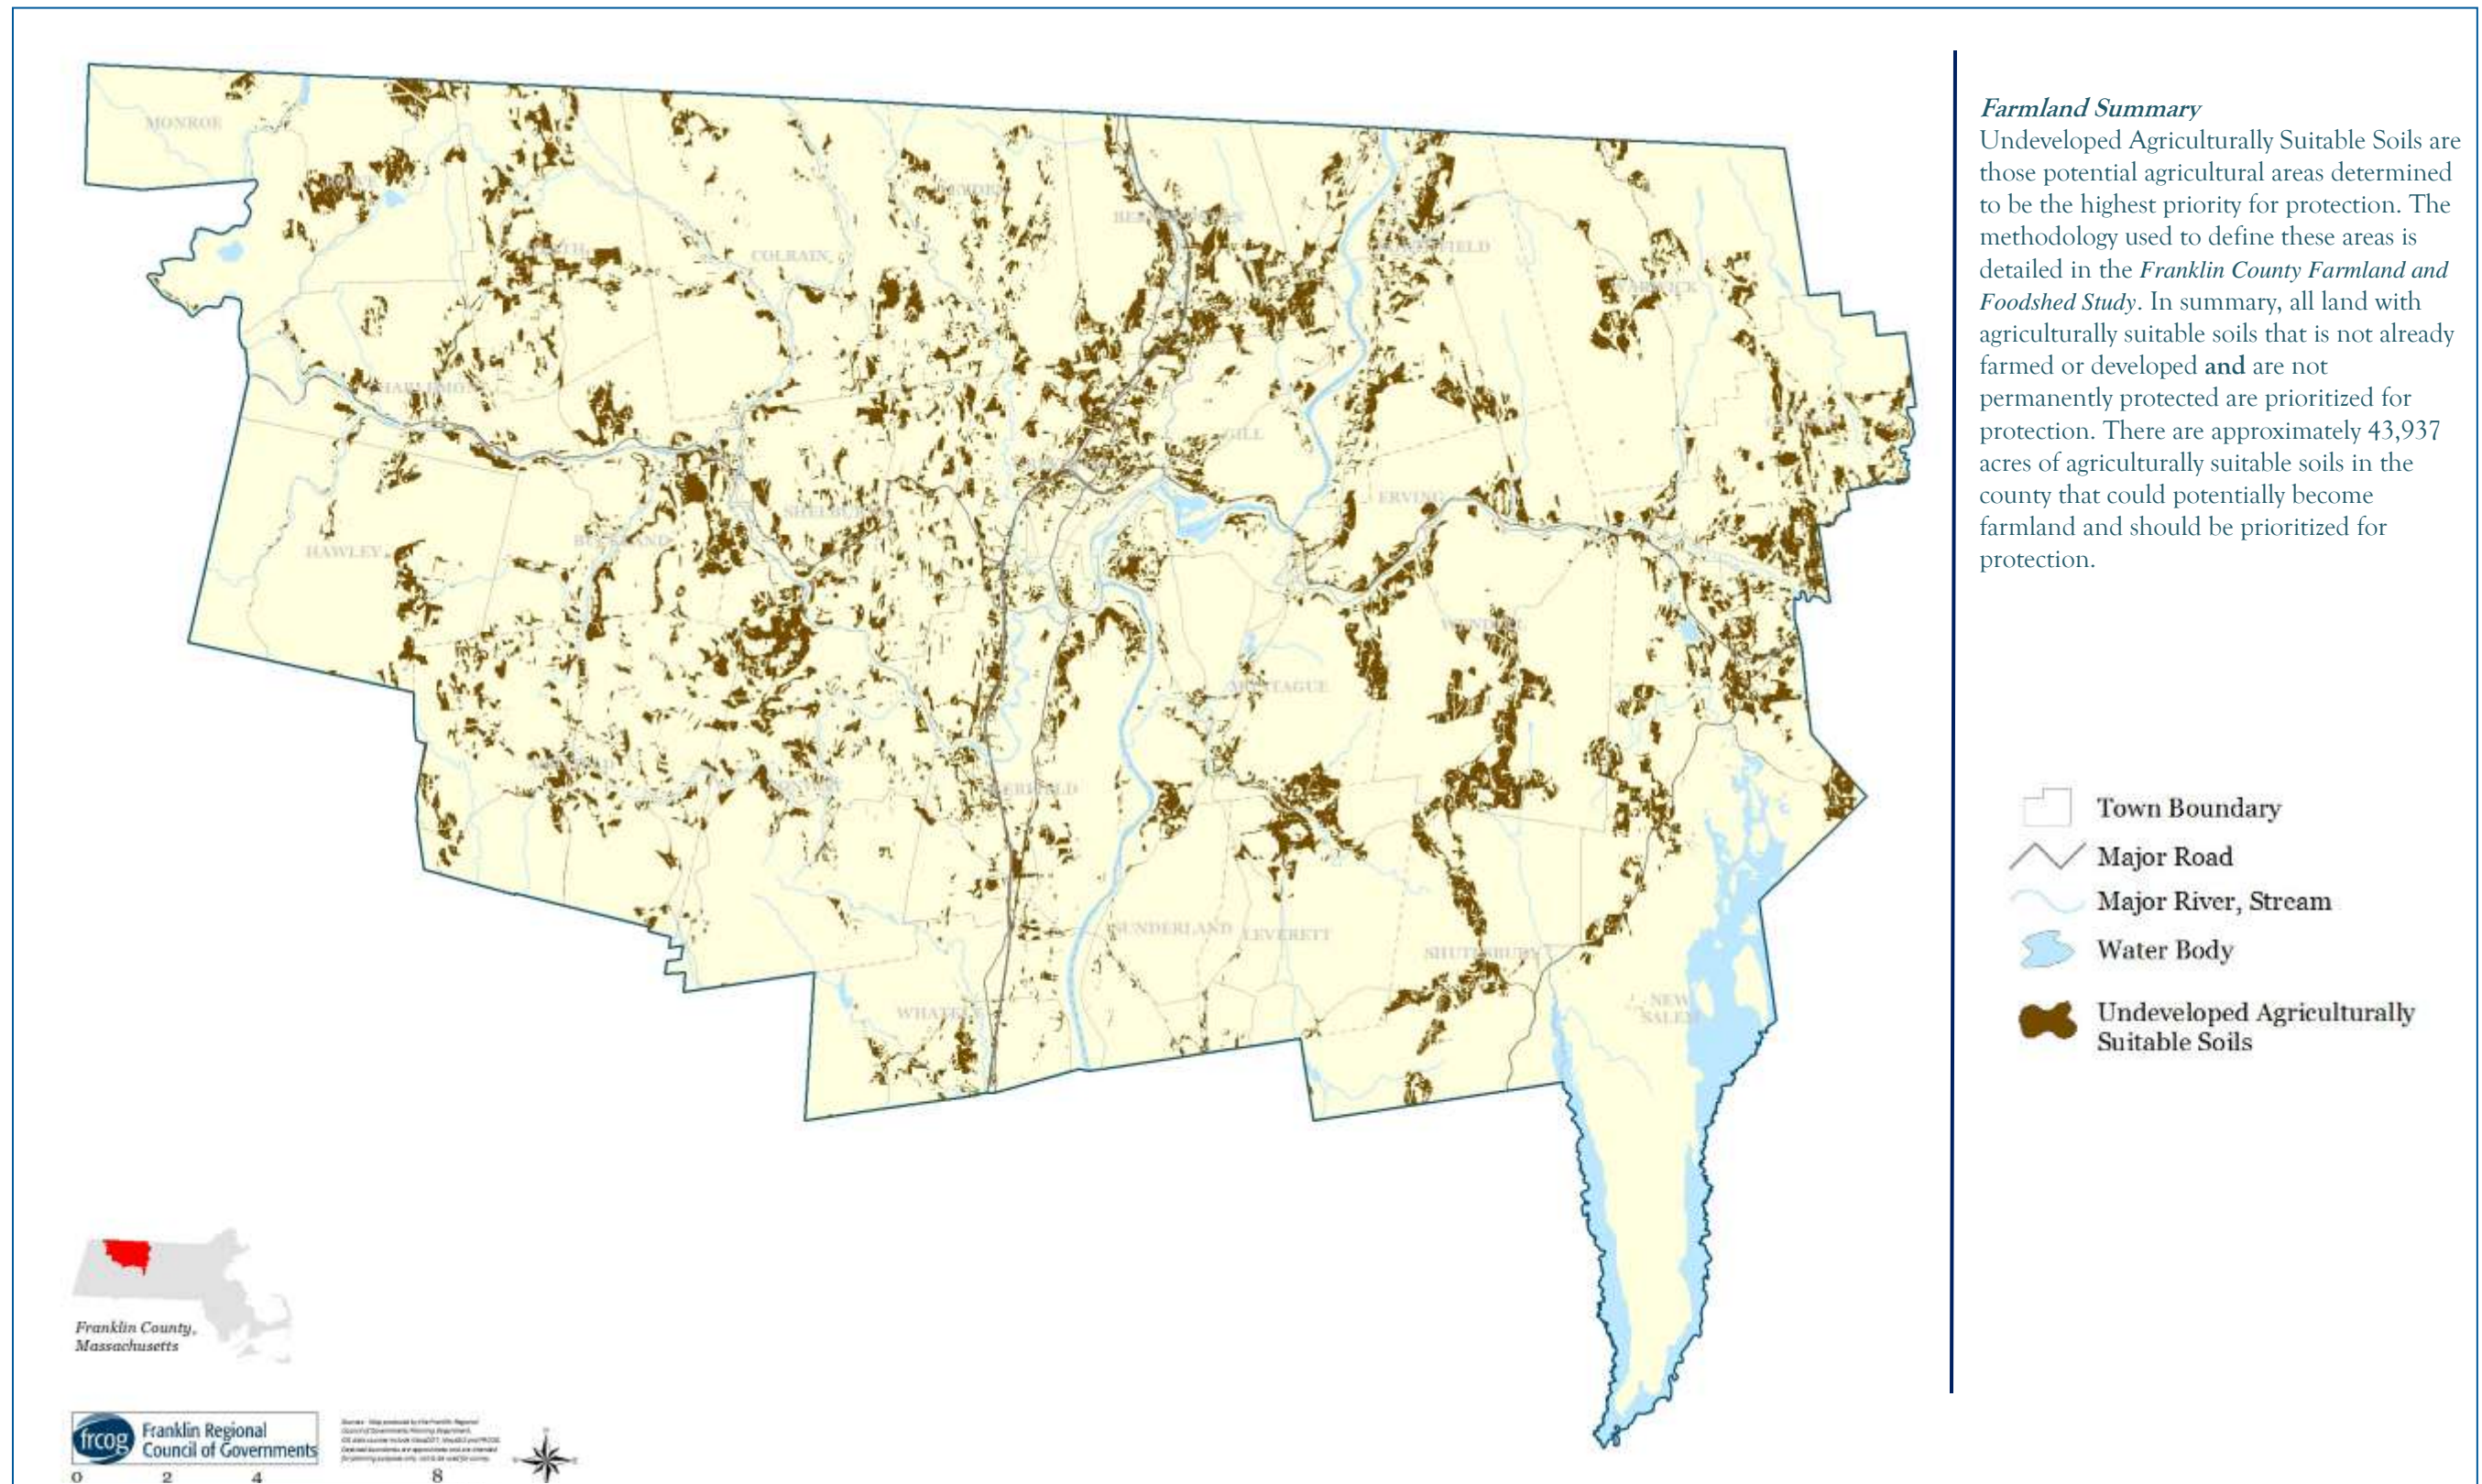 MONROE
COLRAIN
GILL
ERVING
SHELBURNE
HAWLEY
MONTAGUE
SUNDERLAND
LEVERETT
SHUTESBURY
WHATELY
NEW
SALEM
Farmland Summary
Undeveloped Agriculturally Suitable Soils are
those potential agricultural areas determined
to be the highest priority for protection. The
methodology used to define these areas is
detailed in the Franklin County Farmland and
Foodshed Study. In summary, all land with
agriculturally suitable soils that is not already
farmed or developed and are not
permanently protected are prioritized for
protection. There are approximately 43,937
acres of agriculturally suitable soils in the
county that could potentially become
farmland and should be prioritized for
protection.
Town Boundary
Major Road
Major River, Stream
Water Body
Undeveloped Agriculturally
Suitable Soils
Franklin County,
Massachusetts
frcog
Franklin Regional
Council of Governments
0 2 4 8